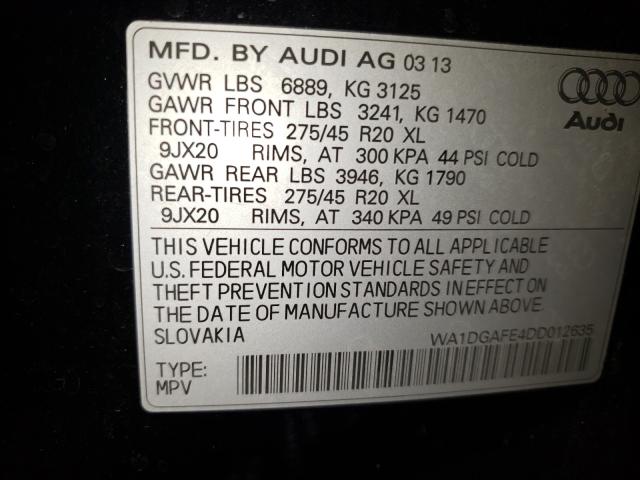 MFD. BY AUDI AG 03 13
GVWR LBS 6889, KG 3125
GAWR FRONT LBS 3241, KG 1470
FRONT-TIRES 275/45 R20 XL
9JX20 RIMS, AT 300 KPA 44 PSI COLD
GAWR REAR LBS 3946, KG 1790
REAR-TIRES 275/45 R20 XL
9JX20 RIMS, AT 340 KPA 49 PSI COLD
Audi
THIS VEHICLE CONFORMS TO ALL APPLICABLE
U.S. FEDERAL MOTOR VEHICLE SAFETY AND
THEFT PREVENTION STANDARDS IN EFFECT ON
THE DATE OF MANUFACTURE SHOWN ABOVE.
SLOVAKIA WA1DGAFE4DD012635
TYPE:
MPV